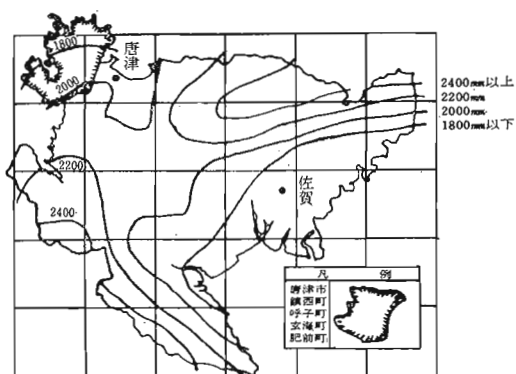 1800
唐津
2000
2400mm以上
2200mm
2000mm
1800mm以下
2200
佐賀
2400
凡 例
唐津市
鎮西町
呼子町
玄海町
肥前町